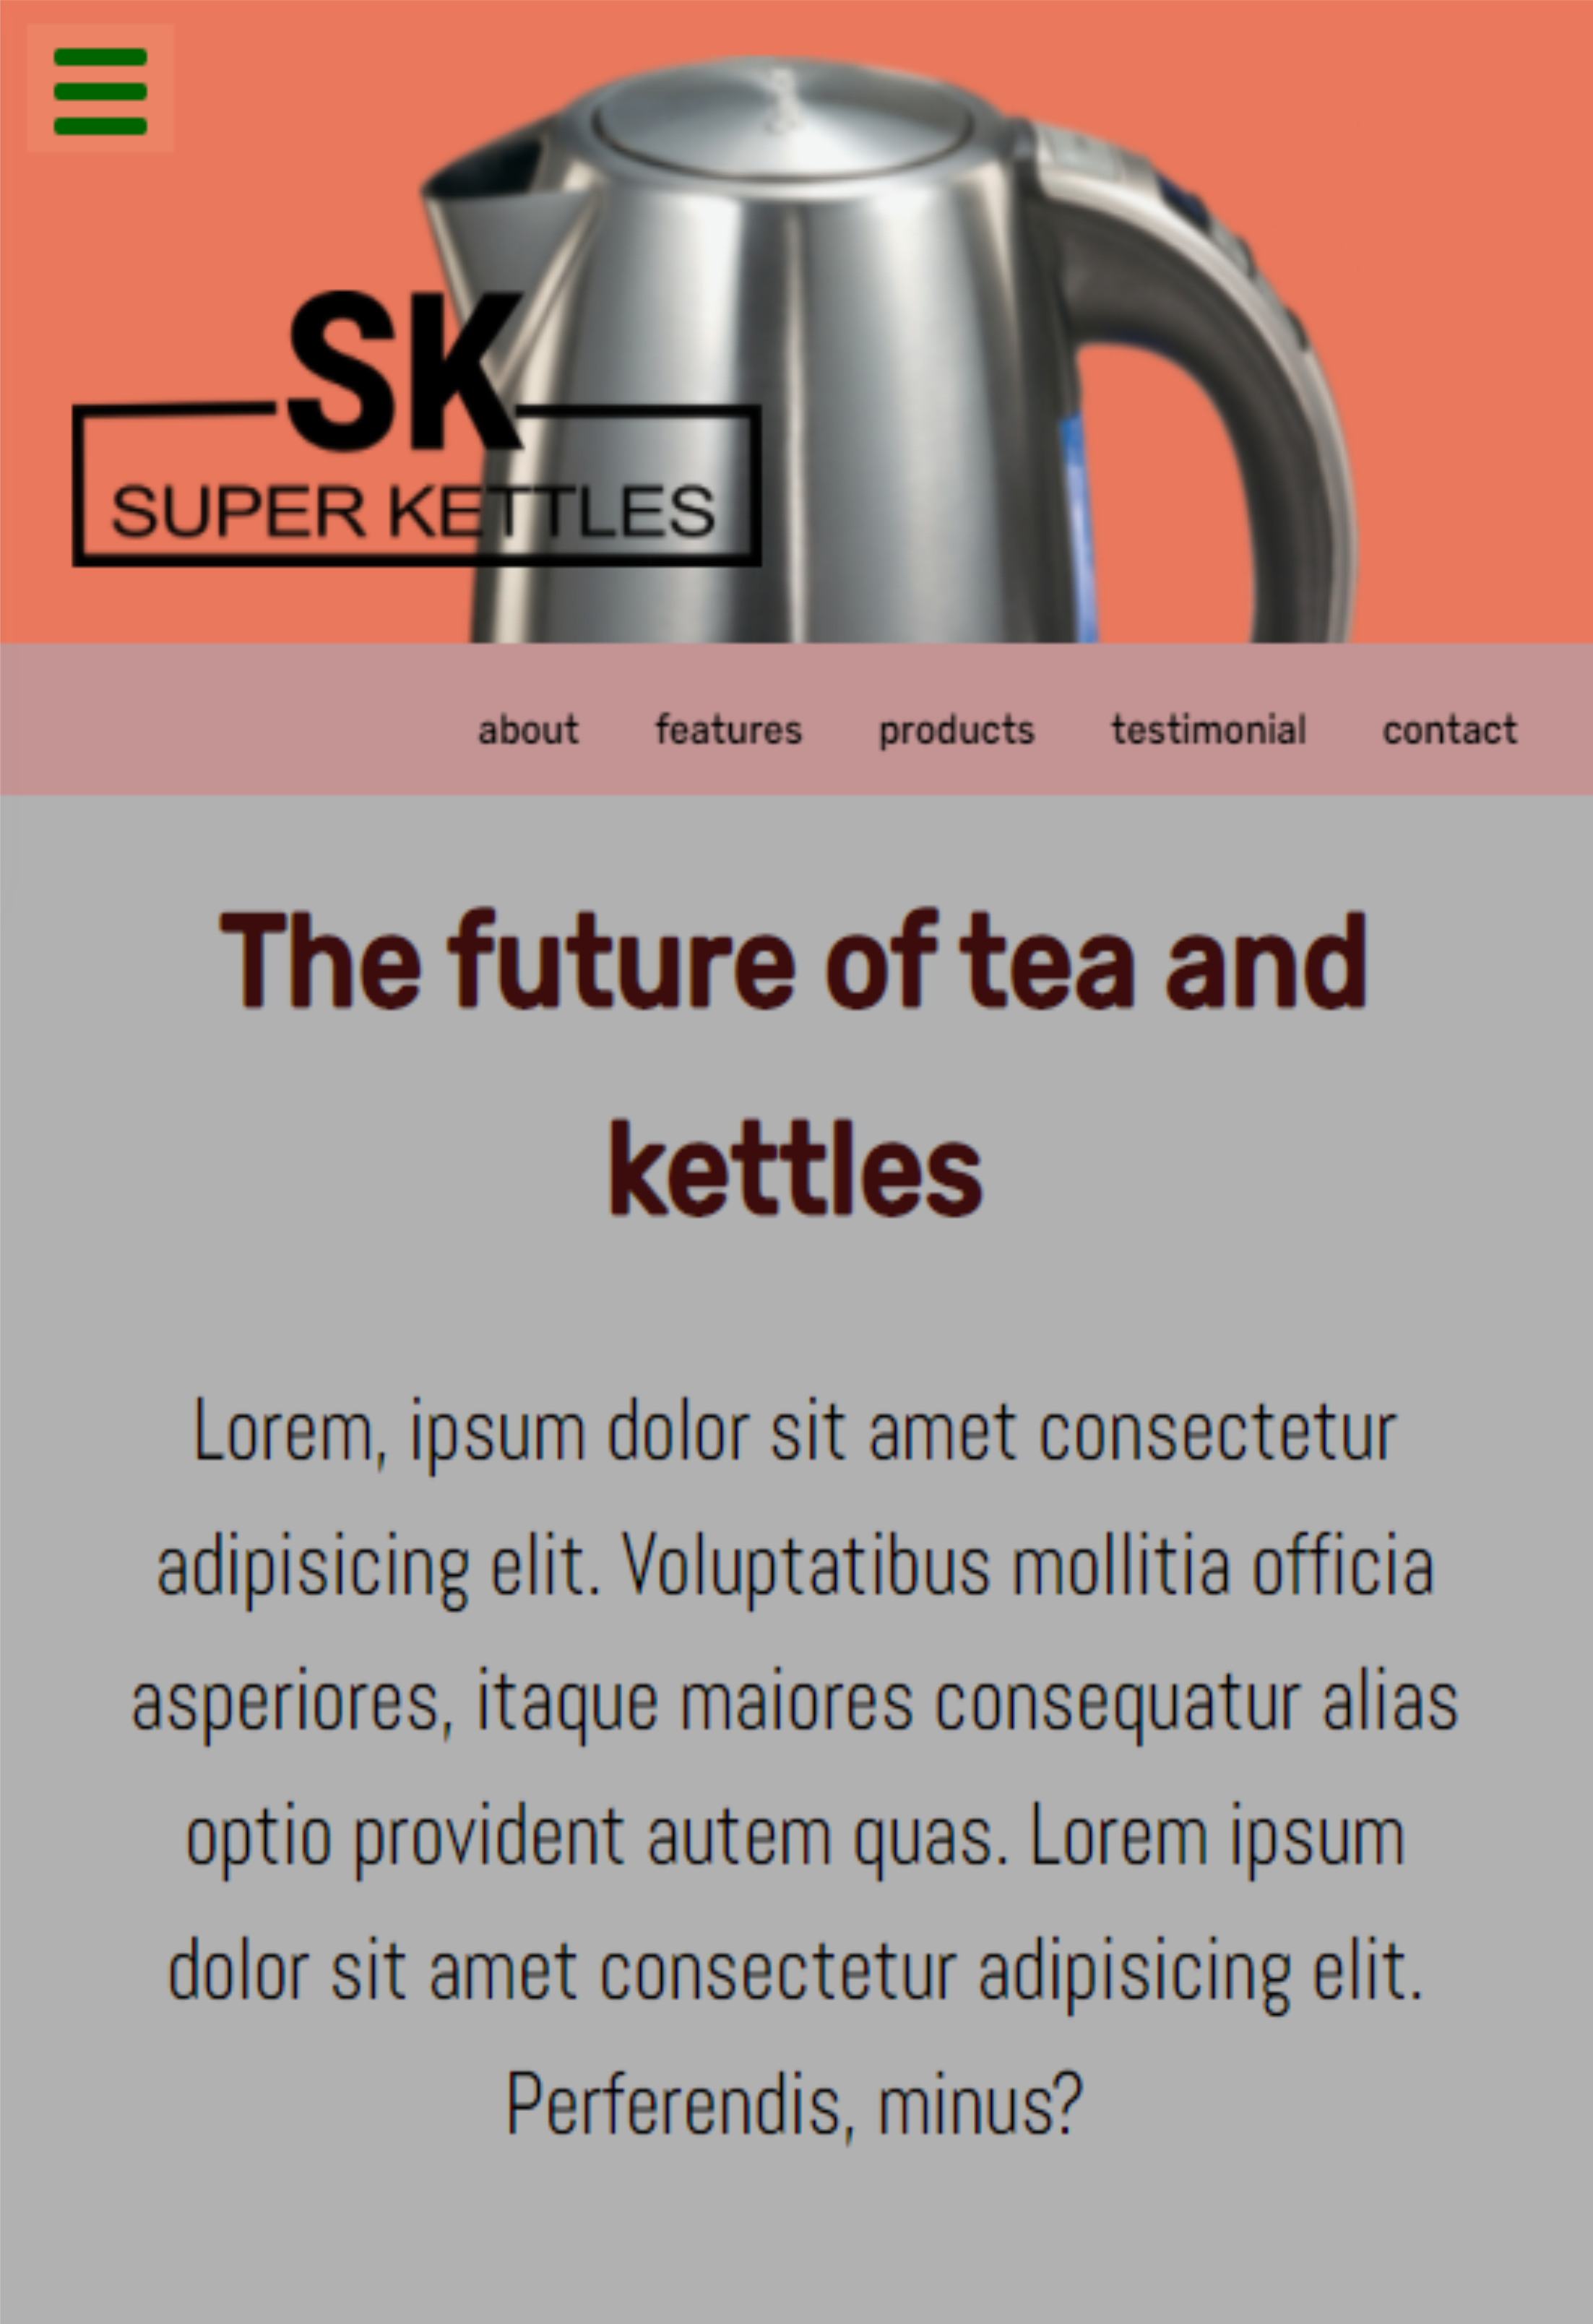 SK
SUPER KETTLES
about features products testimonial contact
The future of tea and
kettles
Lorem, ipsum dolor sit amet consectetur
adipisicing elit. Voluptatibus mollitia officia
asperiores, itaque maiores consequatur alias
optio provident autem quas. Lorem ipsum
dolor sit amet consectetur adipisicing elit.
Perferendis, minus?